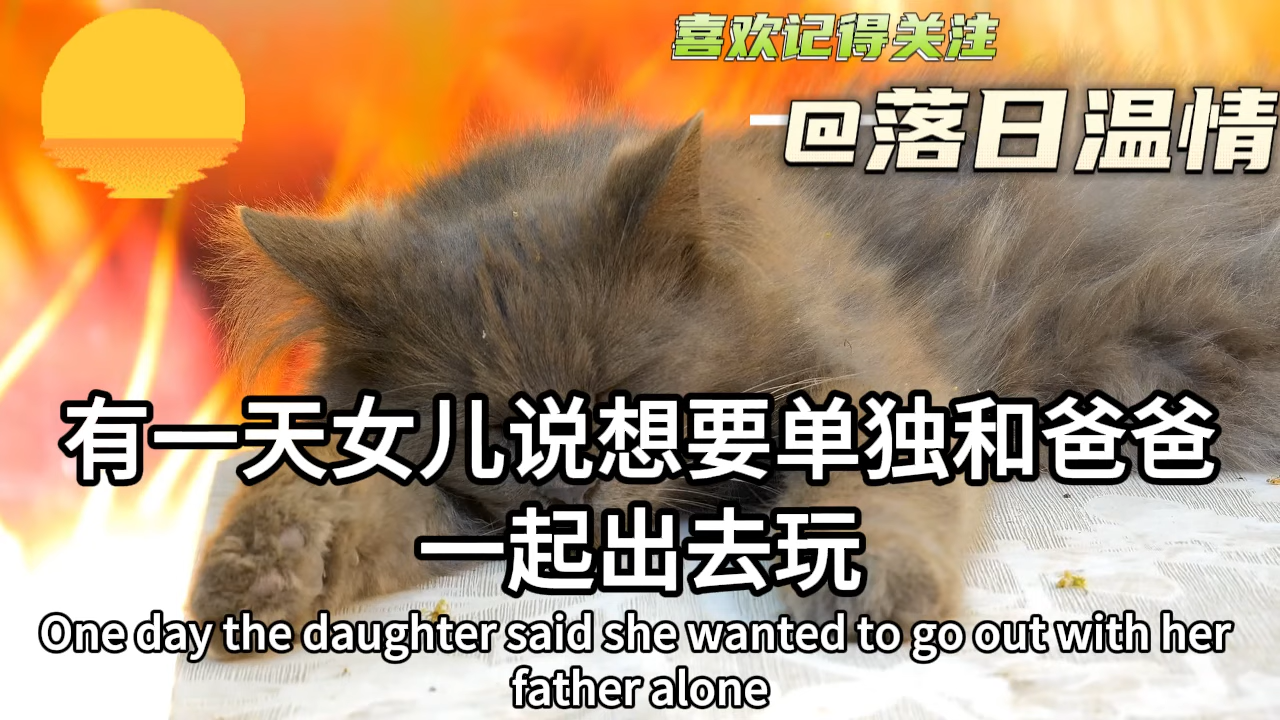 喜欢记得关注
@落日温情
有一天女儿说想要单独和爸爸
一起出去玩
One day the daughter said she wanted to go out with her
father alone